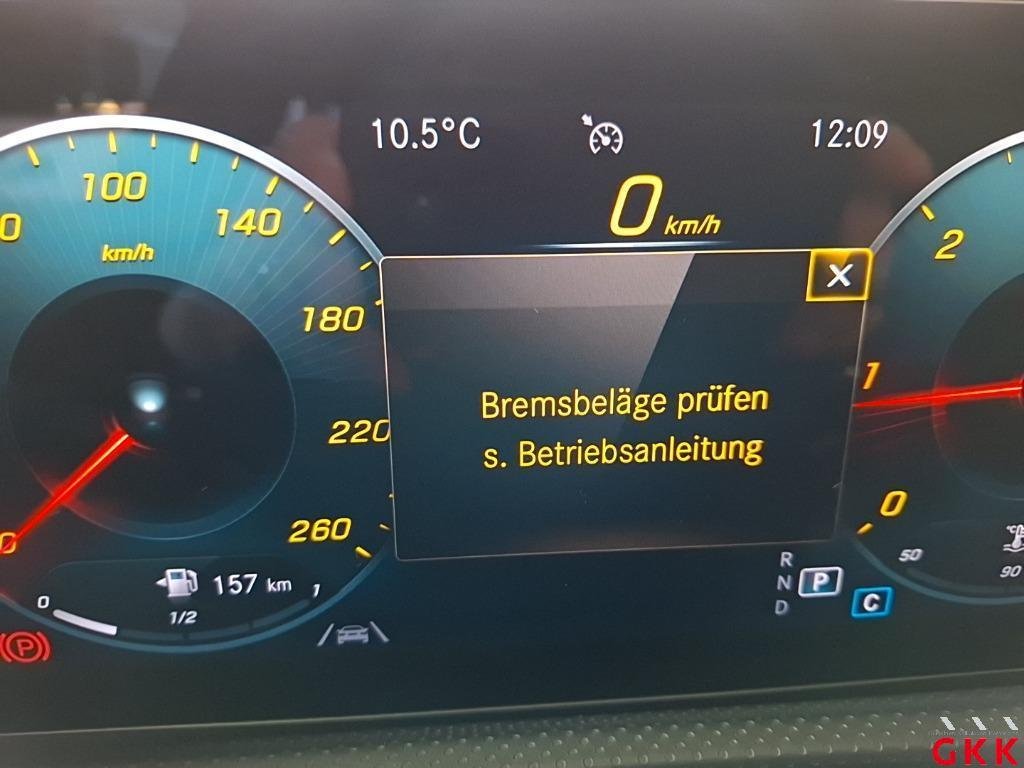 10.5°C
12:09
0 km/h
100
140
km/h
180
220
260
0
2
1
0
X
Bremsbeläge prüfen
s. Betriebsanleitung
157 km
0
1/2
1
R
N
D
P
C
50
90
°C
(P)
GKK